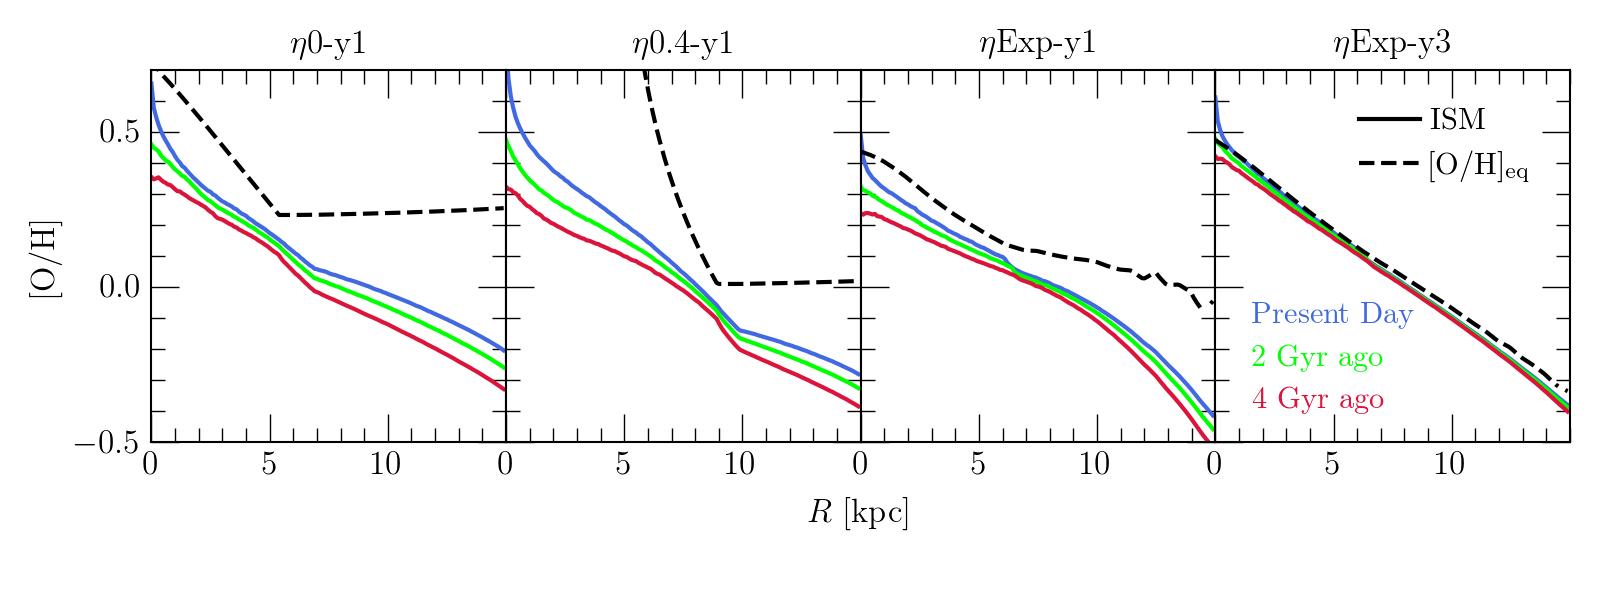 η0-y1 η0.4-y1 ηExp-y1 ηExp-y3
[O/H]
0.5
0.0
−0.5
ISM
[O/H]eq
Present Day
2 Gyr ago
4 Gyr ago
0 5 10 0 5 10 0 5 10 0 5 10
R [kpc]